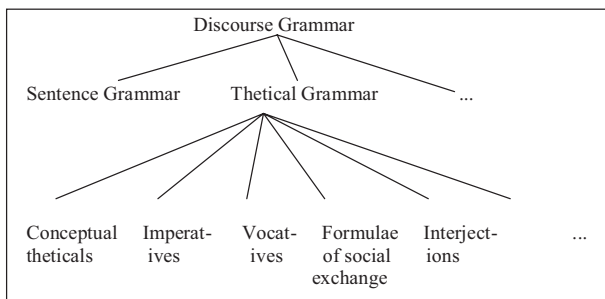 Discourse Grammar
Sentence Grammar Thetical Grammar ...
Conceptual Imperat- Vocat- Formulae Interject- ...
theticals ives ives of social ions
exchange